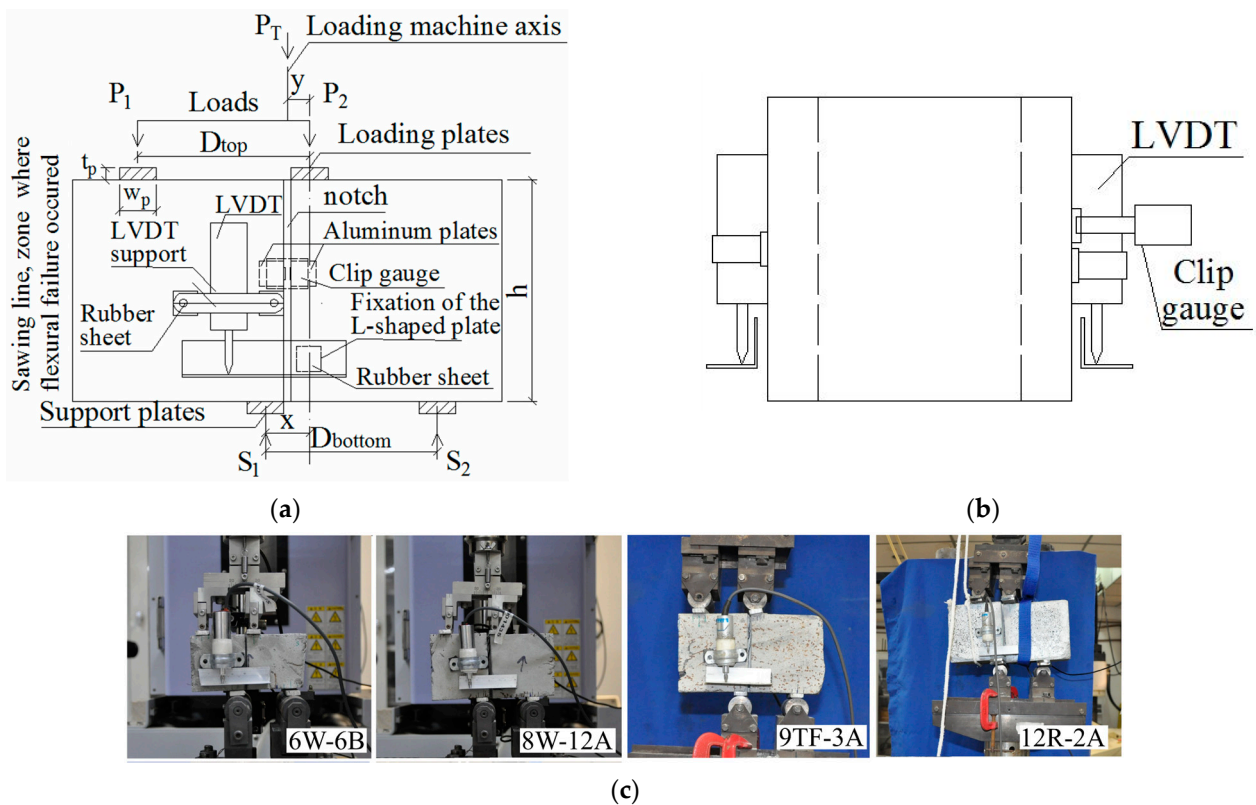 P_T
Loading machine axis
y
P_1
Loads
P_2
D_top
Loading plates
t_p
w_p
LVDT
notch
LVDT
support
Aluminum plates
Clip gauge
Fixation of the
L-shaped plate
Rubber
sheet
Rubber sheet
h
Sawing line, zone where
flexural failure occured
Support plates
x
D_bottom
S_1
S_2
(a)
LVDT
Clip
gauge
(b)
6W-6B
8W-12A
9TF-3A
12R-2A
(c)